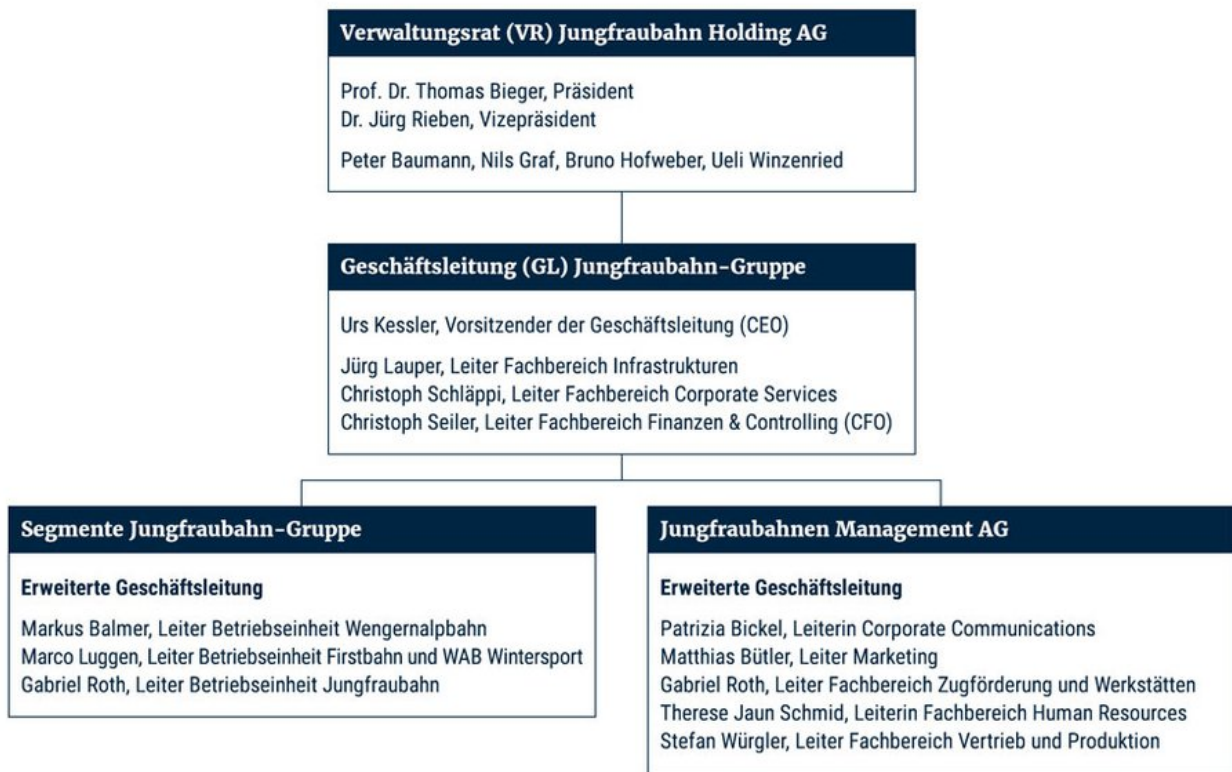 Verwaltungsrat (VR) Jungfraubahn Holding AG
Prof. Dr. Thomas Bieger, Präsident
Dr. Jürg Rieben, Vizepräsident
Peter Baumann, Nils Graf, Bruno Hofweber, Ueli Winzenried
Geschäftsleitung (GL) Jungfraubahn-Gruppe
Urs Kessler, Vorsitzender der Geschäftsleitung (CEO)
Jürg Lauper, Leiter Fachbereich Infrastrukturen
Christoph Schläppi, Leiter Fachbereich Corporate Services
Christoph Seiler, Leiter Fachbereich Finanzen & Controlling (CFO)
Segmente Jungfraubahn-Gruppe
Erweiterte Geschäftsleitung
Markus Balmer, Leiter Betriebseinheit Wengernalpbahn
Marco Luggen, Leiter Betriebseinheit Firstbahn und WAB Wintersport
Gabriel Roth, Leiter Betriebseinheit Jungfraubahn
Jungfraubahnen Management AG
Erweiterte Geschäftsleitung
Patrizia Bickel, Leiterin Corporate Communications
Matthias Bütler, Leiter Marketing
Gabriel Roth, Leiter Fachbereich Zugförderung und Werkstätten
Therese Jaun Schmid, Leiterin Fachbereich Human Resources
Stefan Würgler, Leiter Fachbereich Vertrieb und Produktion